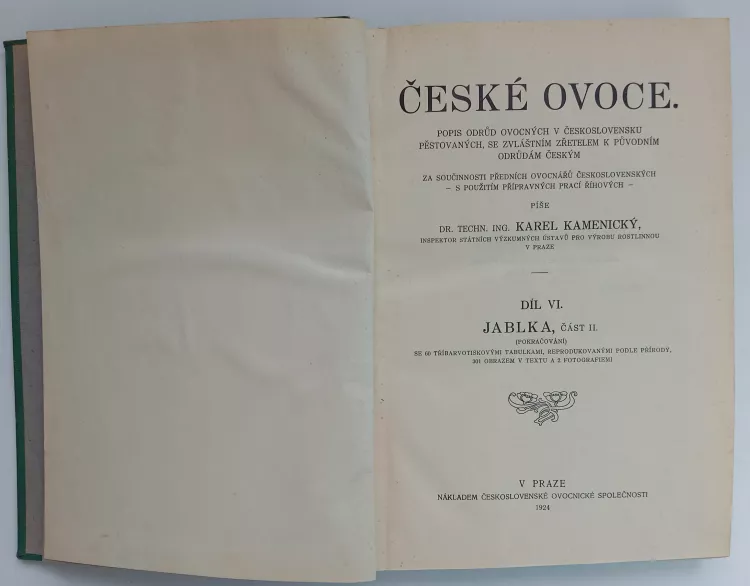 ČESKÉ OVOCE.
POPIS ODRŮD OVOCNÝCH V ČESKOSLOVENSKU
PĚSTOVANÝCH, SE ZVLÁŠTNÍM ZŘETELEM K PŮVODNÍM
ODRŮDÁM ČESKÝM
ZA SOUČINNOSTI PŘEDNÍCH OVOCNÁŘŮ ČESKOSLOVENSKÝCH
– S POUŽITÍM PŘÍPRAVNÝCH PRACÍ ŘÍHOVÝCH –
PÍŠE
DR. TECHN. ING. KAREL KAMENICKÝ,
INSPEKTOR STÁTNÍCH VÝZKUMNÝCH ÚSTAVŮ PRO VÝROBU ROSTLINNOU
V PRAZE
DÍL VI.
JABLKA, ČÁST II.
(POKRAČOVÁNÍ)
SE 60 TŘÍBARVOTISKOVÝMI TABULKAMI, REPRODUKOVANÝMI PODLE PŘÍRODY,
201 OBRAZEM V TEXTU A 2 FOTOGRAFIEMI
V PRAZE
NÁKLADEM ČESKOSLOVENSKÉ OVOCNICKÉ SPOLEČNOSTI
1924